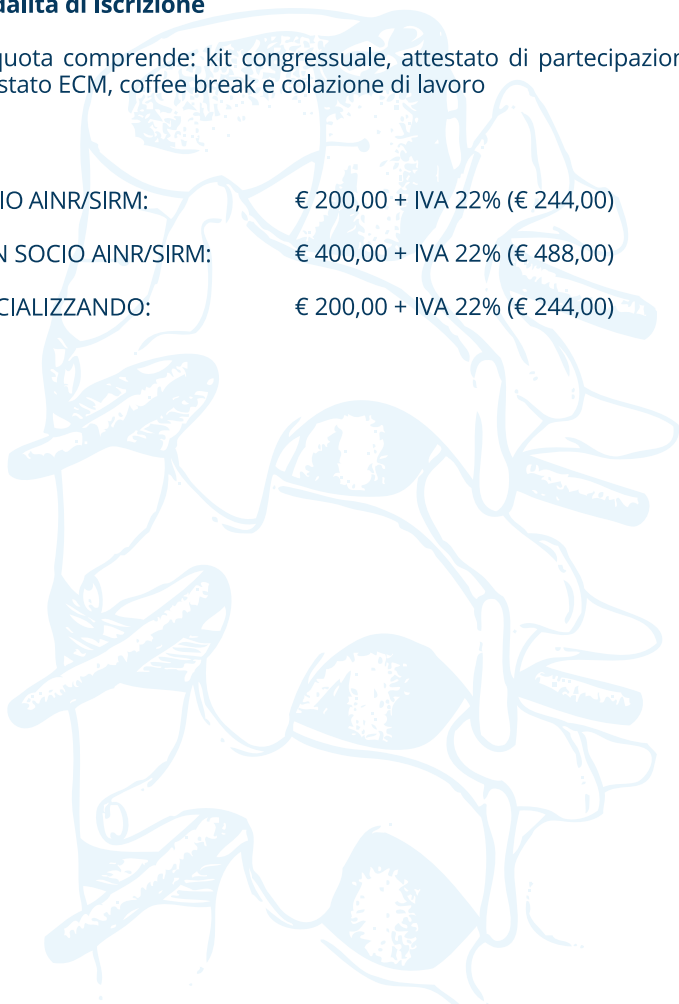 dalità di iscrizione
quota comprende: kit congressuale, attestato di partecipazion
stato ECM, coffee break e colazione di lavoro
IO AINR/SIRM: € 200,00 + IVA 22% (€ 244,00)
N SOCIO AINR/SIRM: € 400,00 + IVA 22% (€ 488,00)
CIALIZZANDO: € 200,00 + IVA 22% (€ 244,00)